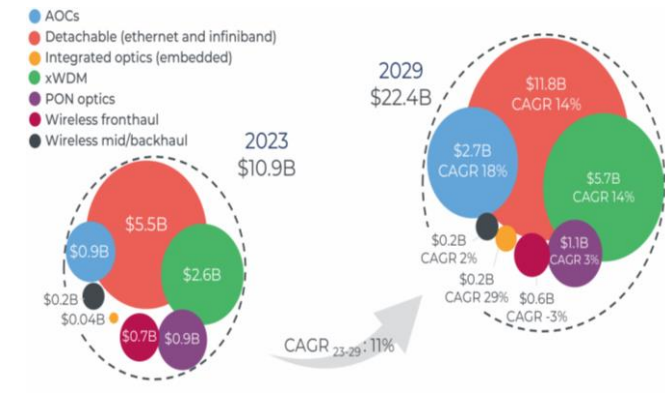 AOCs
Detachable (ethernet and infiniband)
Integrated optics (embedded)
xWDM
PON optics
Wireless fronthaul
Wireless mid/backhaul
2023
$10.9B
$5.5B
$0.9B
$2.6B
$0.2B
$0.04B
$0.7B
$0.9B
CAGR 23-29: 11%
2029
$22.4B
$11.8B
CAGR 14%
$2.7B
CAGR 18%
$5.7B
CAGR 14%
$0.2B
CAGR 2%
$1.1B
CAGR 3%
$0.2B
CAGR 29%
$0.6B
CAGR -3%